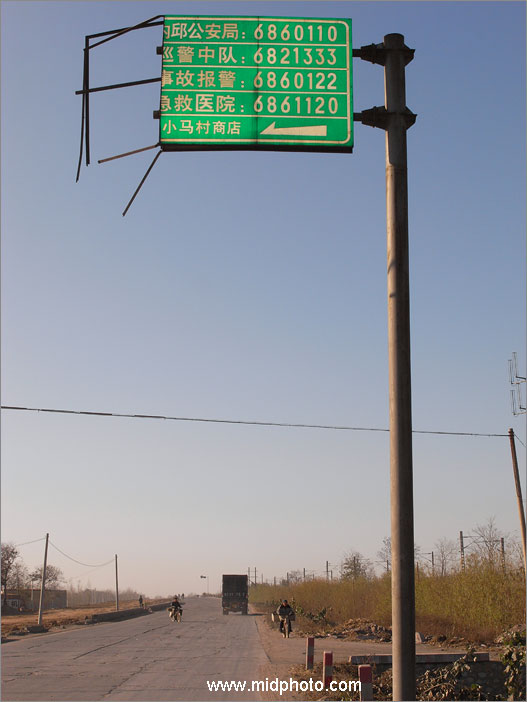 内邱公安局:6860110
巡警中队:6821333
事故报警:6860122
急救医院:6861120
小马村商店
www.midphoto.com